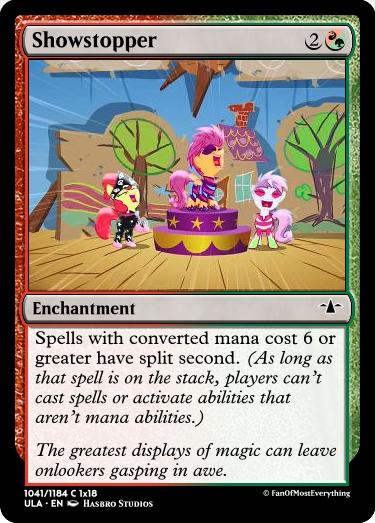 Showstopper 2
Enchantment
Spells with converted mana cost 6 or
greater have split second. (As long as
that spell is on the stack, players can't
cast spells or activate abilities that
aren't mana abilities.)
The greatest displays of magic can leave
onlookers gasping in awe.
1041/1184 C 1x18
ULA • EN Hasbro Studios
© FanOfMostEverything